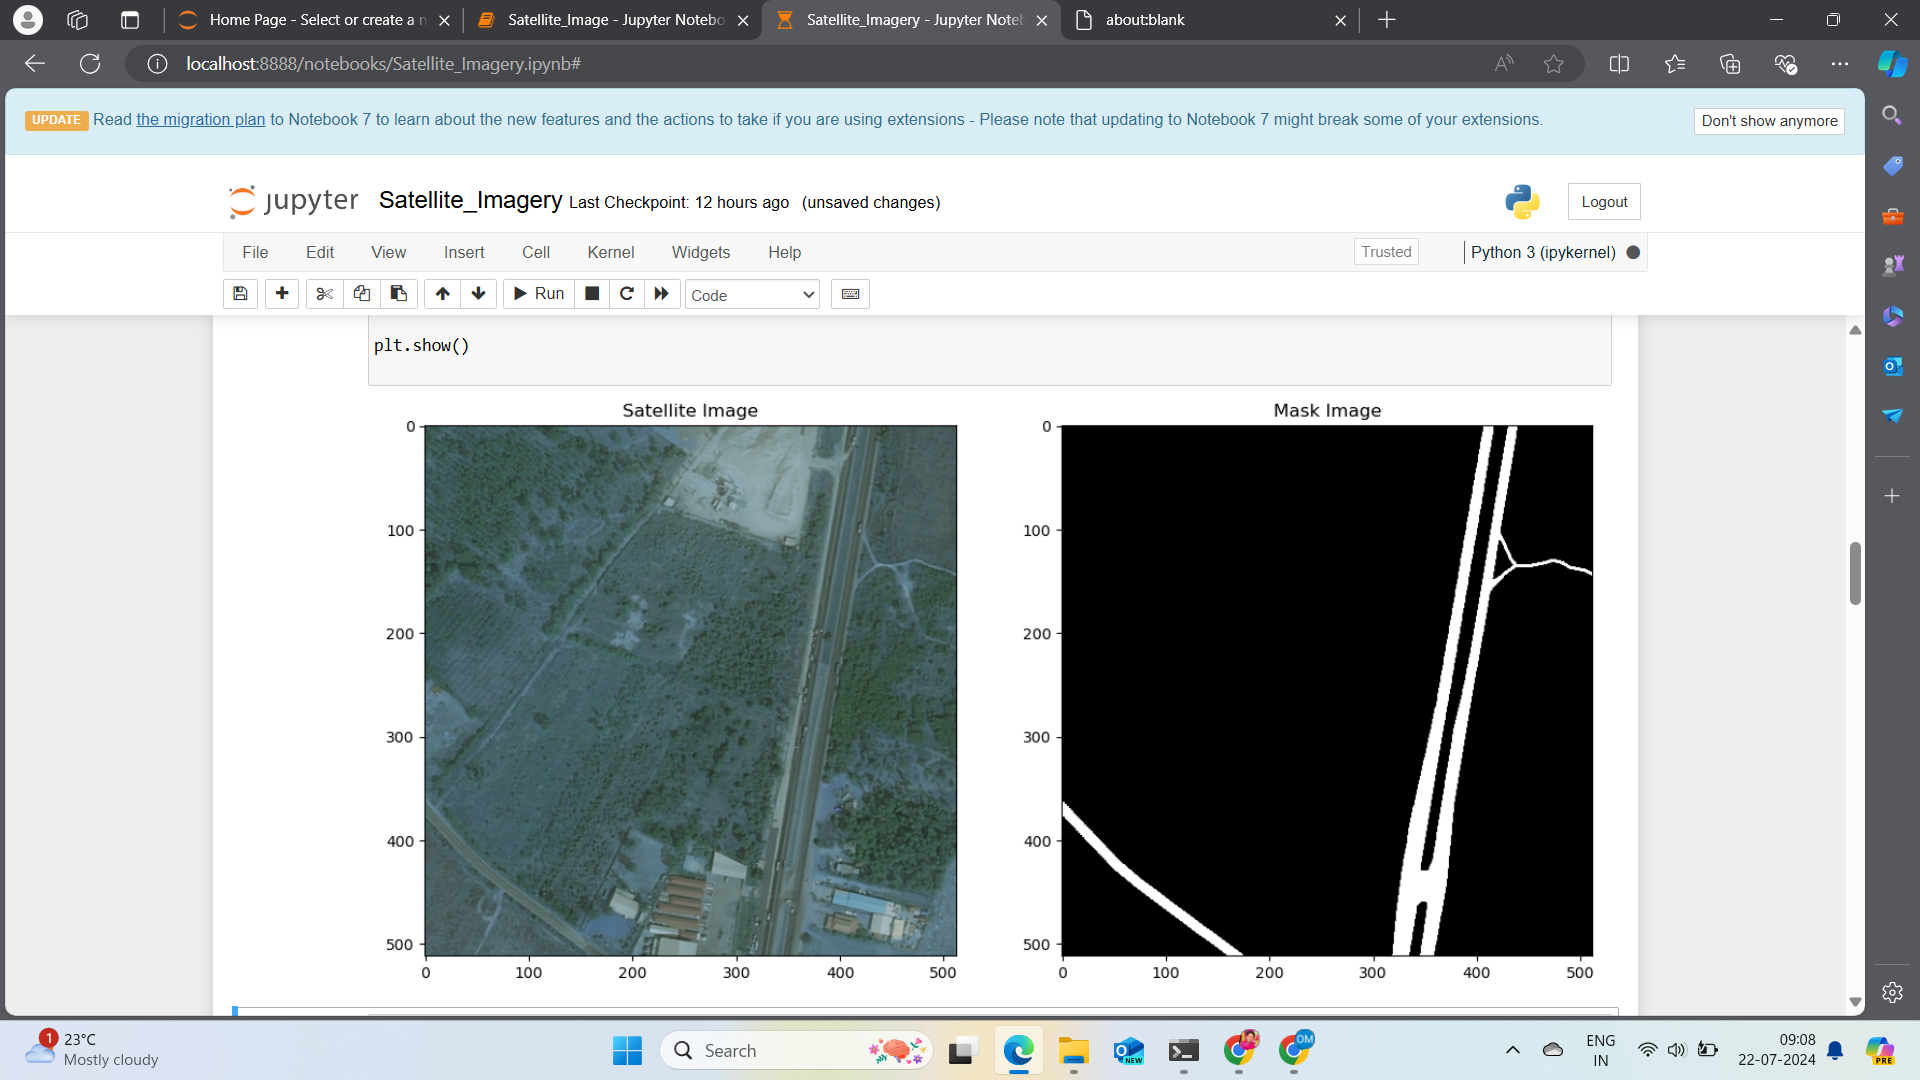 Home Page - Select or create a n
Satellite_Image - Jupyter Notebo
Satellite_Imagery - Jupyter Noteb
about:blank
localhost:8888/notebooks/Satellite_Imagery.ipynb#
UPDATE Read the migration plan to Notebook 7 to learn about the new features and the actions to take if you are using extensions - Please note that updating to Notebook 7 might break some of your extensions.
Don't show anymore
jupyter Satellite_Imagery Last Checkpoint: 12 hours ago (unsaved changes)
Logout
File Edit View Insert Cell Kernel Widgets Help
Trusted
Python 3 (ipykernel)
Run
Code
plt.show()
Satellite Image
0
100
200
300
400
500
0 100 200 300 400 500
Mask Image
0
100
200
300
400
500
0 100 200 300 400 500
1
23°C
Mostly cloudy
Search
NEW
OM
ENG
IN
09:08
22-07-2024
PRE